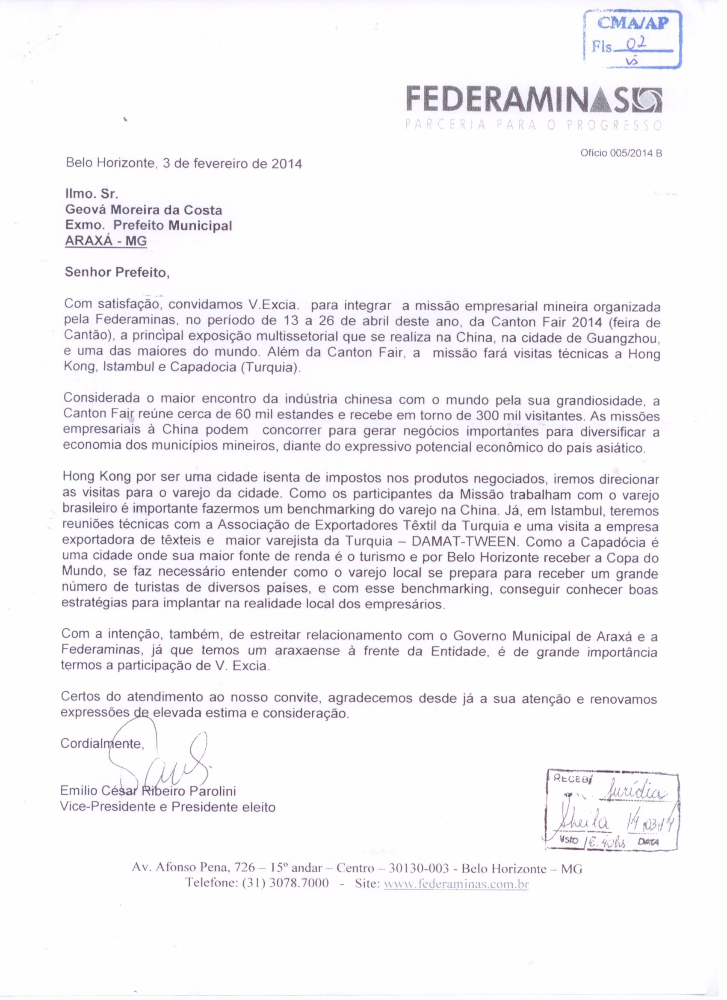 CMA/AP
Fls 02
FEDERAMINAS
PARCERIA PARA O PROGRESSO
Ofício 005/2014 B
Belo Horizonte, 3 de fevereiro de 2014
Ilmo. Sr.
Geová Moreira da Costa
Exmo.  Prefeito Municipal
ARAXÁ - MG
Senhor Prefeito,
Com satisfação, convidamos V.Excia.  para integrar  a missão empresarial mineira organizada
pela Federaminas, no período de 13 a 26 de abril deste ano, da Canton Fair 2014 (feira de
Cantão), a principal exposição multissetorial que se realiza na China, na cidade de Guangzhou,
e uma das maiores do mundo. Além da Canton Fair, a  missão fará visitas técnicas a Hong
Kong, Istambul e Capadocia (Turquia).
Considerada o maior encontro da indústria chinesa com o mundo pela sua grandiosidade, a
Canton Fair reúne cerca de 60 mil estandes e recebe em torno de 300 mil visitantes. As missões
empresariais à China podem  concorrer para gerar negócios importantes para diversificar a
economia dos municípios mineiros, diante do expressivo potencial econômico do país asiático.
Hong Kong por ser uma cidade isenta de impostos nos produtos negociados, iremos direcionar
as visitas para o varejo da cidade. Como os participantes da Missão trabalham com o varejo
brasileiro é importante fazermos um benchmarking do varejo na China. Já, em Istambul, teremos
reuniões técnicas com a Associação de Exportadores Têxtil da Turquia e uma visita a empresa
exportadora de têxteis e  maior varejista da Turquia – DAMAT-TWEEN. Como a Capadócia é
uma cidade onde sua maior fonte de renda é o turismo e por Belo Horizonte receber a Copa do
Mundo, se faz necessário entender como o varejo local se prepara para receber um grande
número de turistas de diversos países, e com esse benchmarking, conseguir conhecer boas
estratégias para implantar na realidade local dos empresários.
Com a intenção, também, de estreitar relacionamento com o Governo Municipal de Araxá e a
Federaminas, já que temos um araxaense à frente da Entidade, é de grande importância
termos a participação de V. Excia.
Certos do atendimento ao nosso convite, agradecemos desde já a sua atenção e renovamos
expressões de elevada estima e consideração.
Cordialmente,
Emílio César Ribeiro Parolini
Vice-Presidente e Presidente eleito
RECEBI
Jurídica
Sheila 14,03,14
Visto 16:40hs DATA
Av. Afonso Pena, 726 – 15º andar – Centro – 30130-003 - Belo Horizonte – MG
Telefone: (31) 3078.7000  -  Site: www.federaminas.com.br